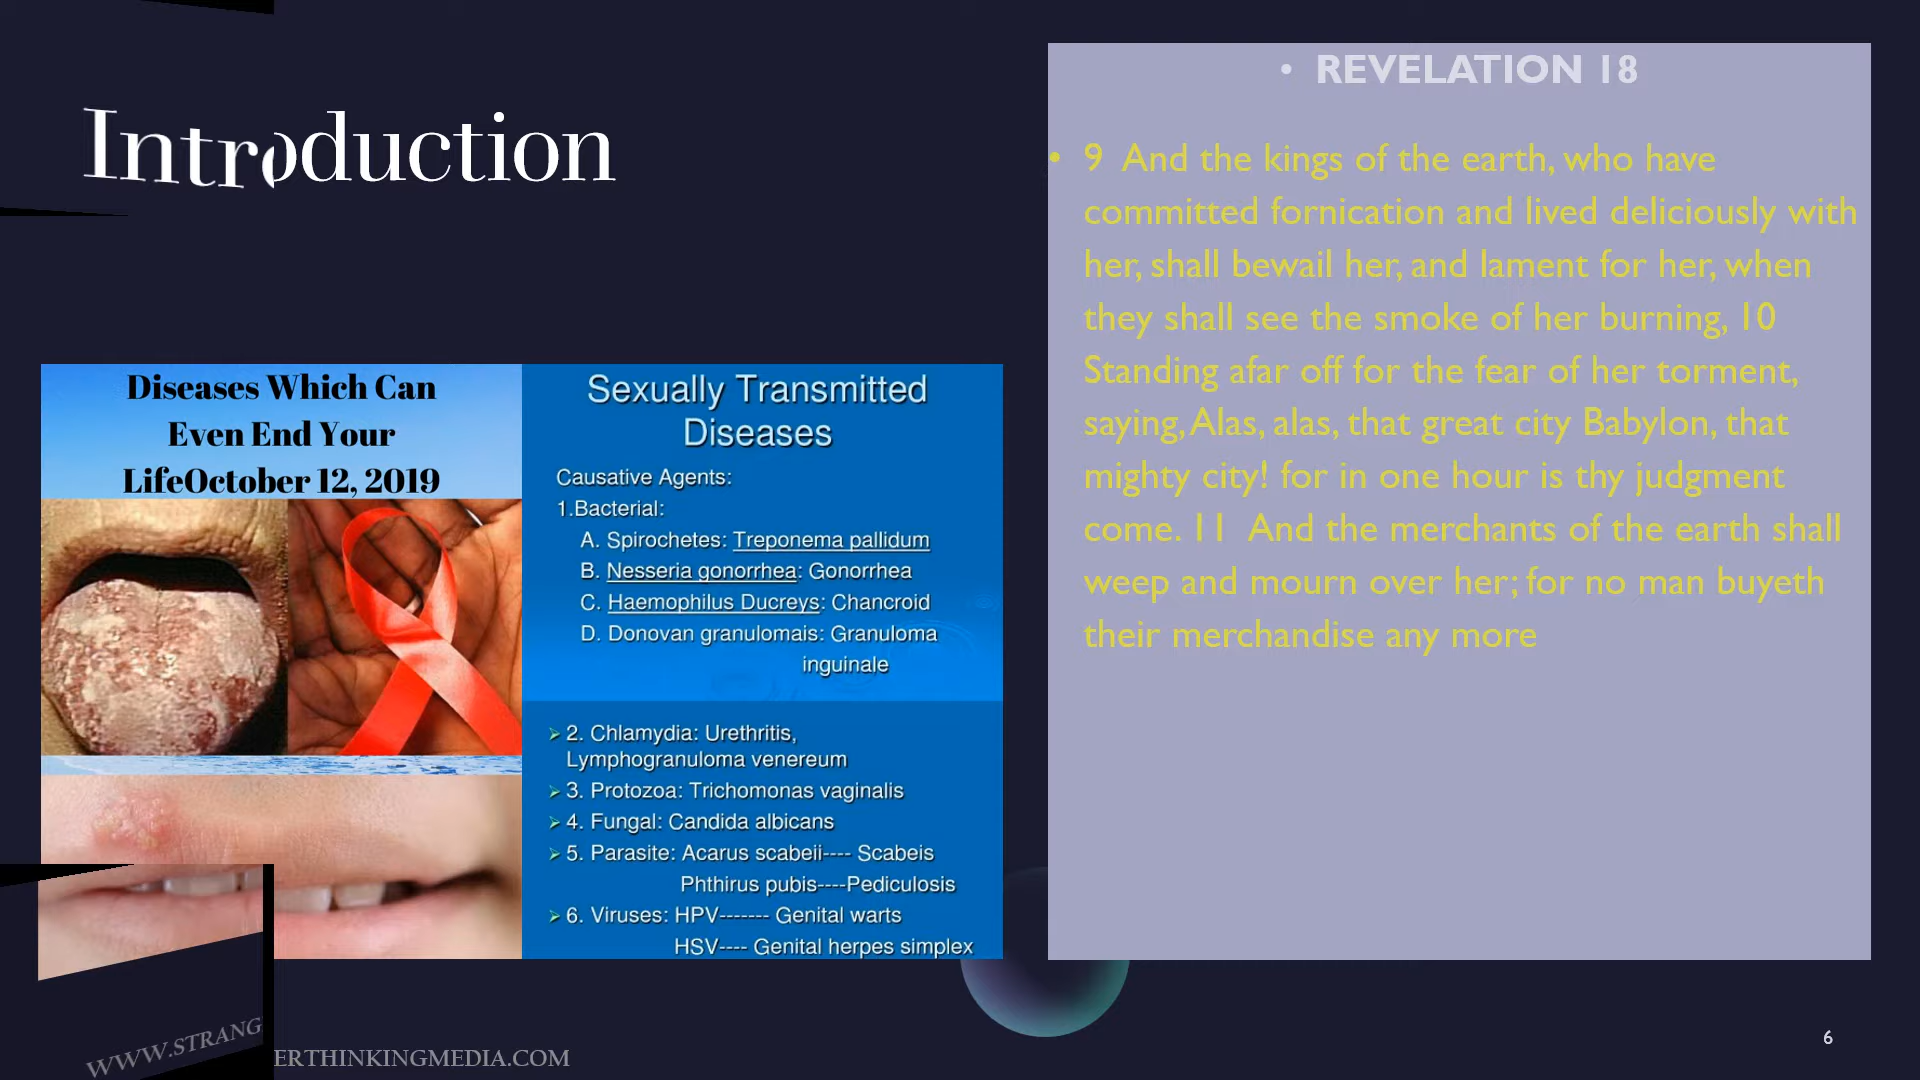 Introduction
Diseases Which Can
Even End Your
LifeOctober 12, 2019
Sexually Transmitted
Diseases
Causative Agents:
1.Bacterial:
A. Spirochetes: Treponema pallidum
B. Nesseria gonorrhea: Gonorrhea
C. Haemophilus Ducreys: Chancroid
D. Donovan granulomais: Granuloma
inguinale
2. Chlamydia: Urethritis,
Lymphogranuloma venereum
3. Protozoa: Trichomonas vaginalis
4. Fungal: Candida albicans
5. Parasite: Acarus scabeii---- Scabeis
Phthirus pubis----Pediculosis
6. Viruses: HPV------- Genital warts
HSV---- Genital herpes simplex
• REVELATION 18
• 9 And the kings of the earth, who have
committed fornication and lived deliciously with
her, shall bewail her, and lament for her, when
they shall see the smoke of her burning, 10
Standing afar off for the fear of her torment,
saying, Alas, alas, that great city Babylon, that
mighty city! for in one hour is thy judgment
come. 11 And the merchants of the earth shall
weep and mourn over her; for no man buyeth
their merchandise any more
WWW.STRANGERTHINKINGMEDIA.COM
6